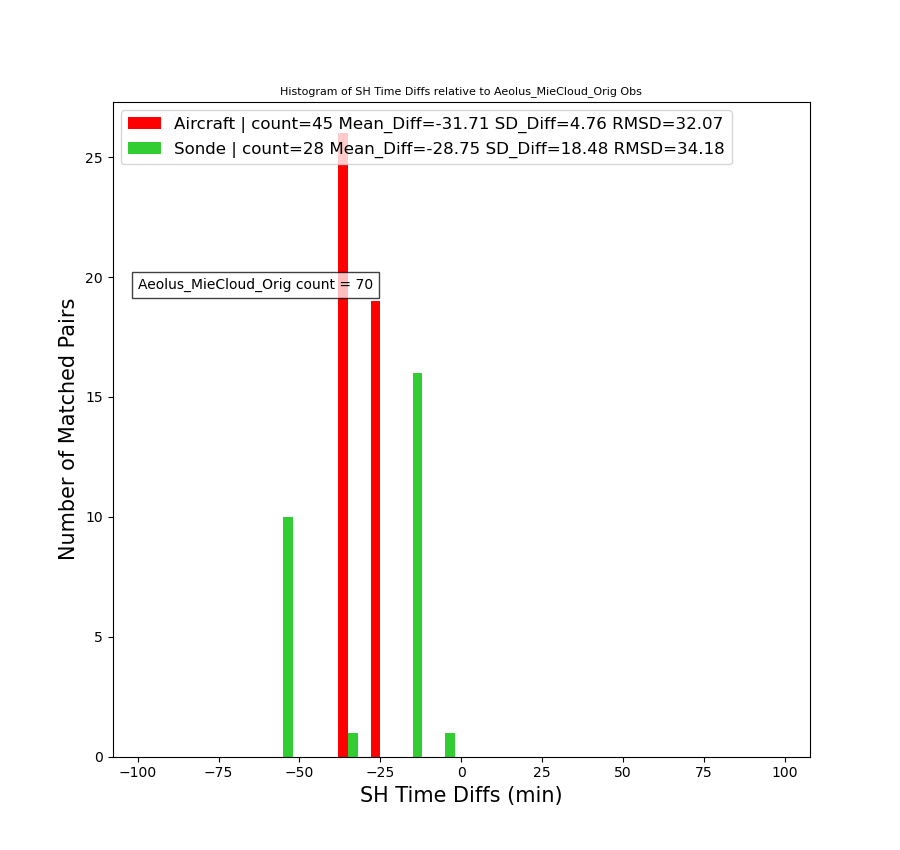 Histogram of SH Time Diffs relative to Aeolus_MieCloud_Orig Obs
Aircraft | count=45 Mean_Diff=-31.71 SD_Diff=4.76 RMSD=32.07
Sonde | count=28 Mean_Diff=-28.75 SD_Diff=18.48 RMSD=34.18
Aeolus_MieCloud_Orig count = 70
Number of Matched Pairs
25
20
15
10
5
0
−100 −75 −50 −25 0 25 50 75 100
SH Time Diffs (min)